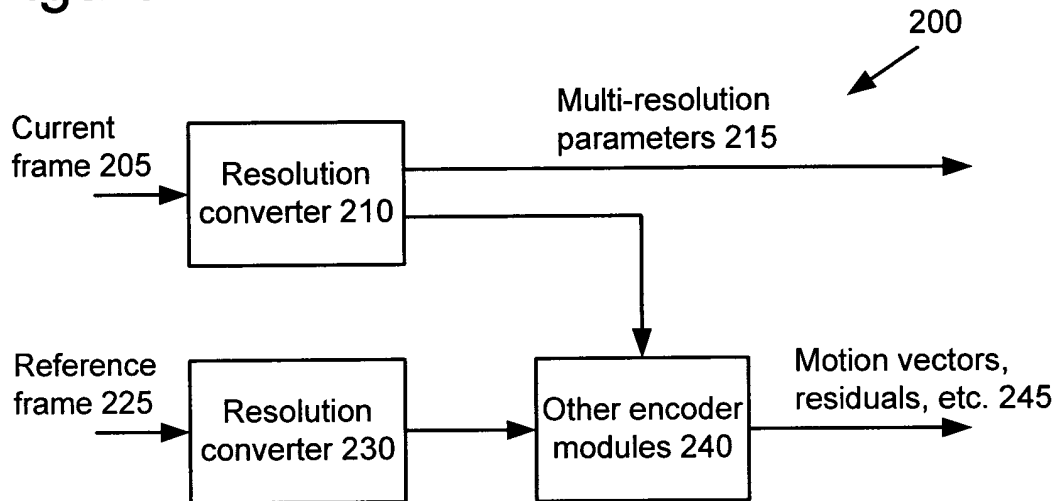 200
Multi-resolution
parameters 215
Current
frame 205
Resolution
converter 210
Reference
frame 225
Resolution
converter 230
Other encoder
modules 240
Motion vectors,
residuals, etc. 245